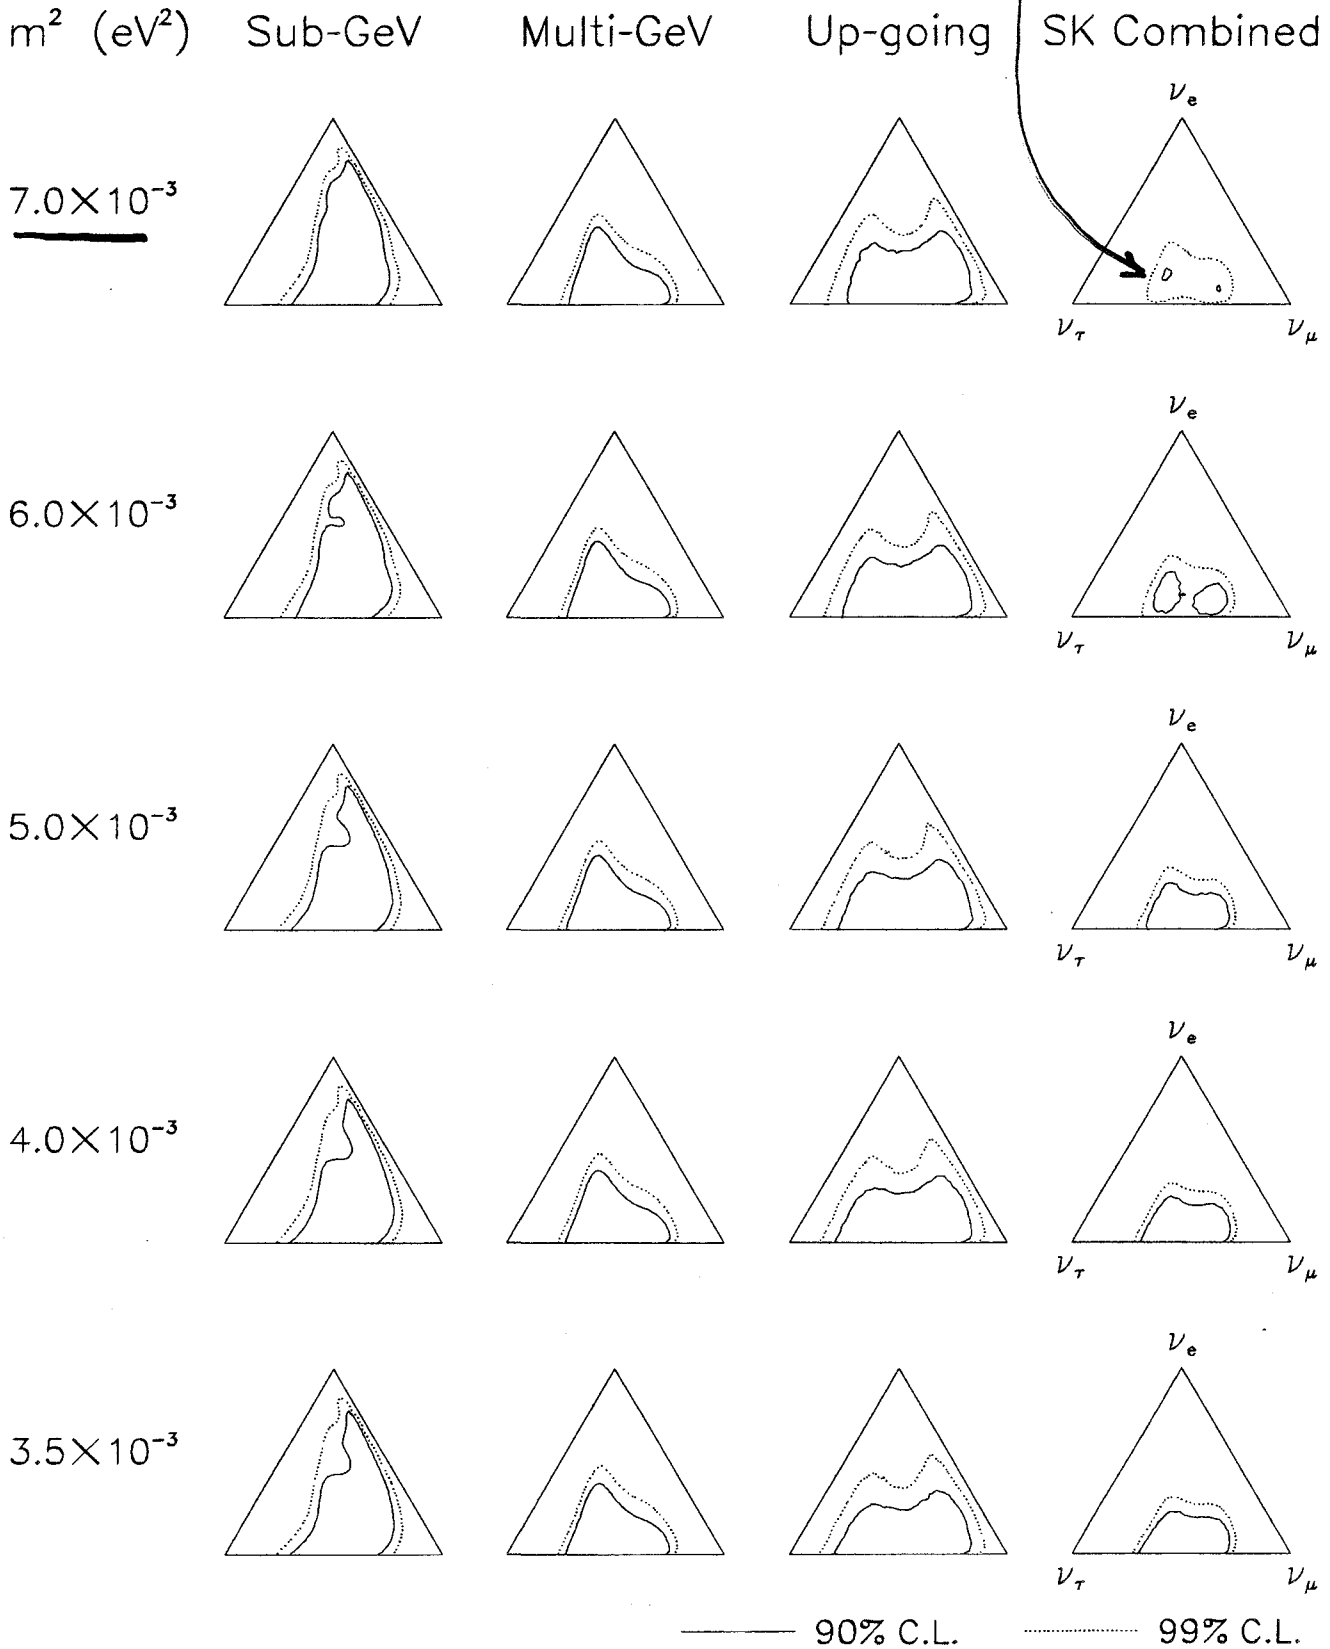 m² (eV²) Sub-GeV Multi-GeV Up-going SK Combined
ν_e
7.0×10⁻³
ν_τ ν_μ
ν_e
6.0×10⁻³
ν_τ ν_μ
ν_e
5.0×10⁻³
ν_τ ν_μ
ν_e
4.0×10⁻³
ν_τ ν_μ
ν_e
3.5×10⁻³
ν_τ ν_μ
90% C.L. 99% C.L.